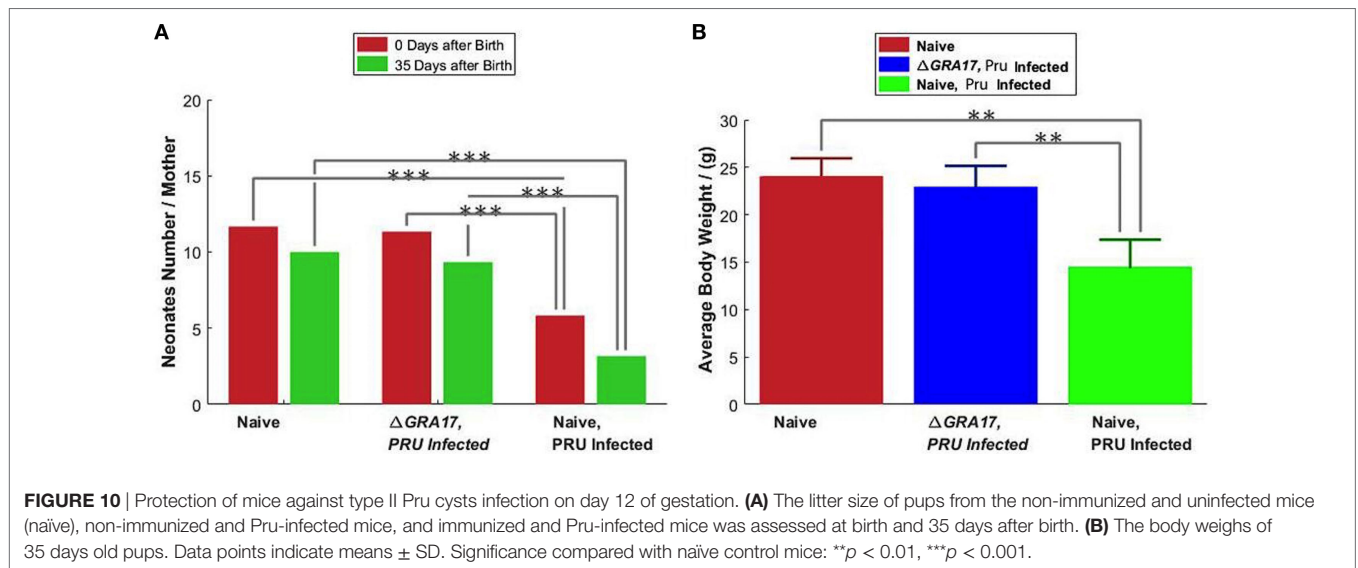 A
0 Days after Birth
35 Days after Birth
Neonates Number / Mother
20
15
10
5
0
***
***
***
***
Naive
ΔGRA17,
PRU Infected
Naive,
PRU Infected
B
Naive
ΔGRA17, Pru Infected
Naive, Pru Infected
Average Body Weight / (g)
30
25
20
15
10
5
0
**
**
Naive
ΔGRA17,
PRU Infected
Naive,
PRU Infected
FIGURE 10 | Protection of mice against type II Pru cysts infection on day 12 of gestation. (A) The litter size of pups from the non-immunized and uninfected mice
(naïve), non-immunized and Pru-infected mice, and immunized and Pru-infected mice was assessed at birth and 35 days after birth. (B) The body weighs of
35 days old pups. Data points indicate means ± SD. Significance compared with naïve control mice: **p < 0.01, ***p < 0.001.